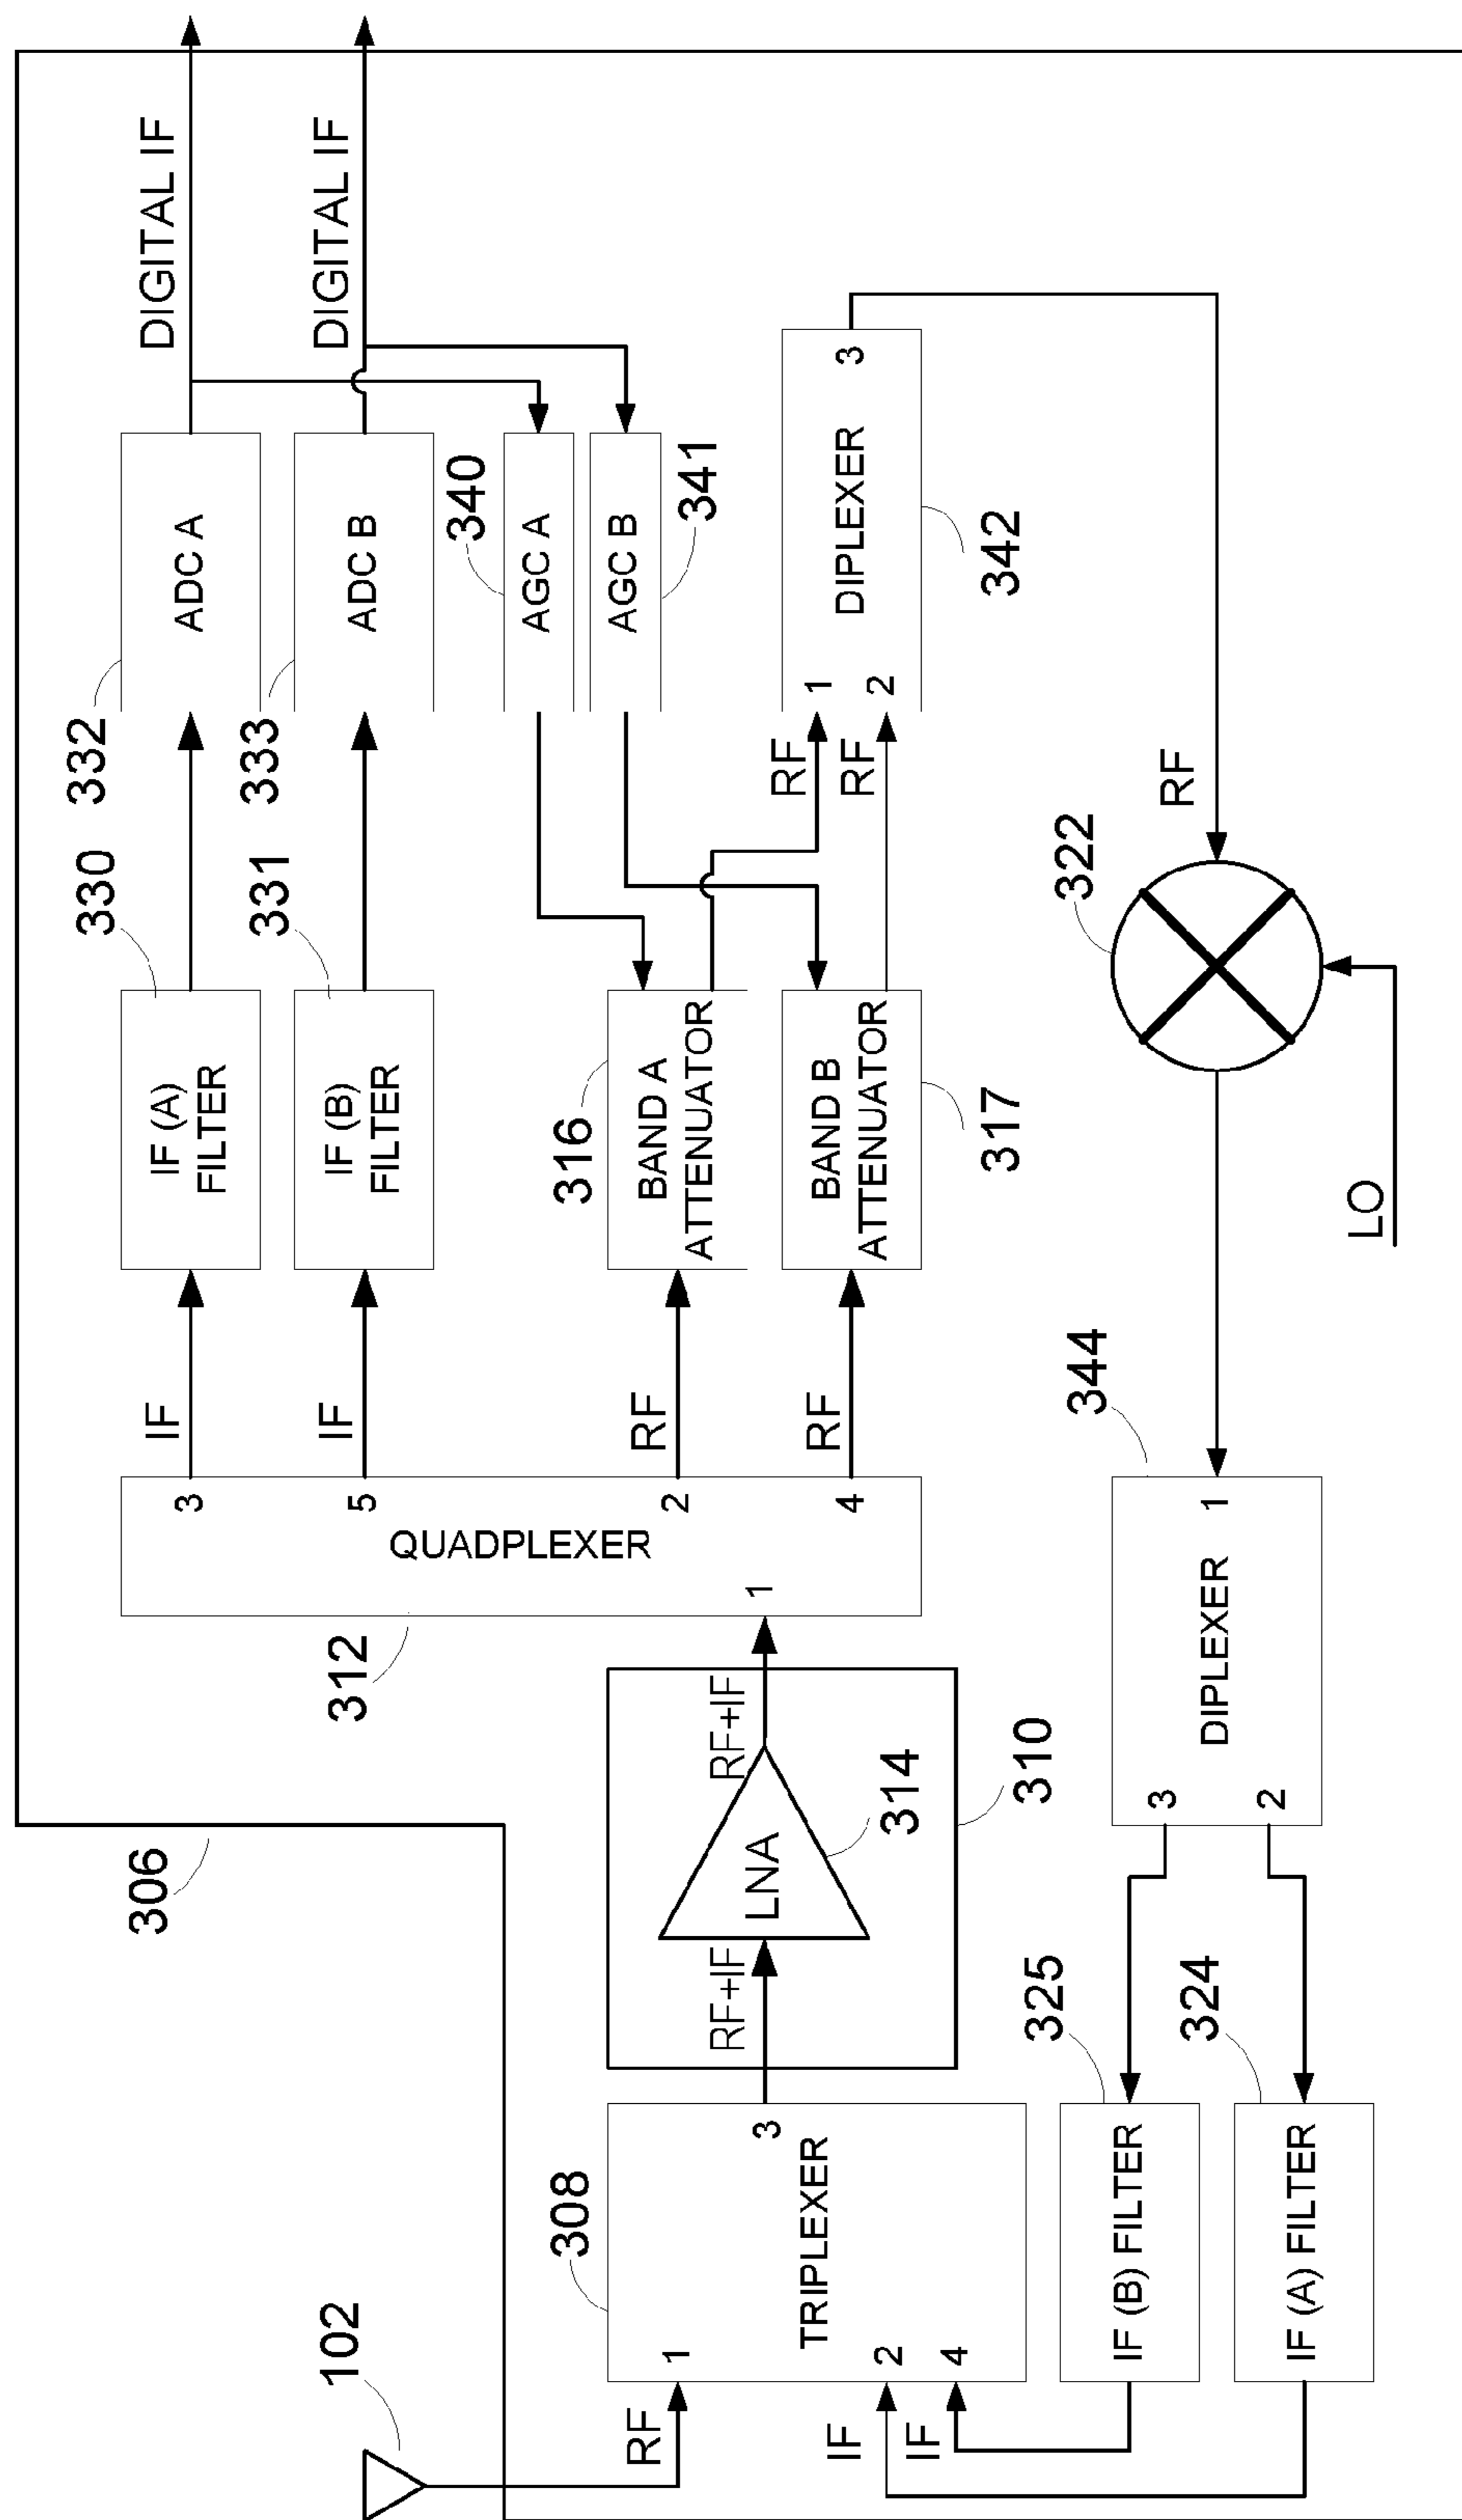 DIGITAL IF
DIGITAL IF
332
ADC A
333
ADC B
340
AGC A
AGC B
341
330
IF (A)
FILTER
331
IF (B)
FILTER
IF
IF
3
5
2
4
QUADPLEXER
1
312
RF
RF
316
BAND A
ATTENUATOR
BAND B
ATTENUATOR
317
RF
RF
1
2
3
DIPLEXER
342
RF
322
LO
306
RF+IF
LNA
RF+IF
314
310
344
1
DIPLEXER
3
2
102
RF
308
1
3
TRIPLEXER
2
4
IF
IF
325
IF (B) FILTER
324
IF (A) FILTER